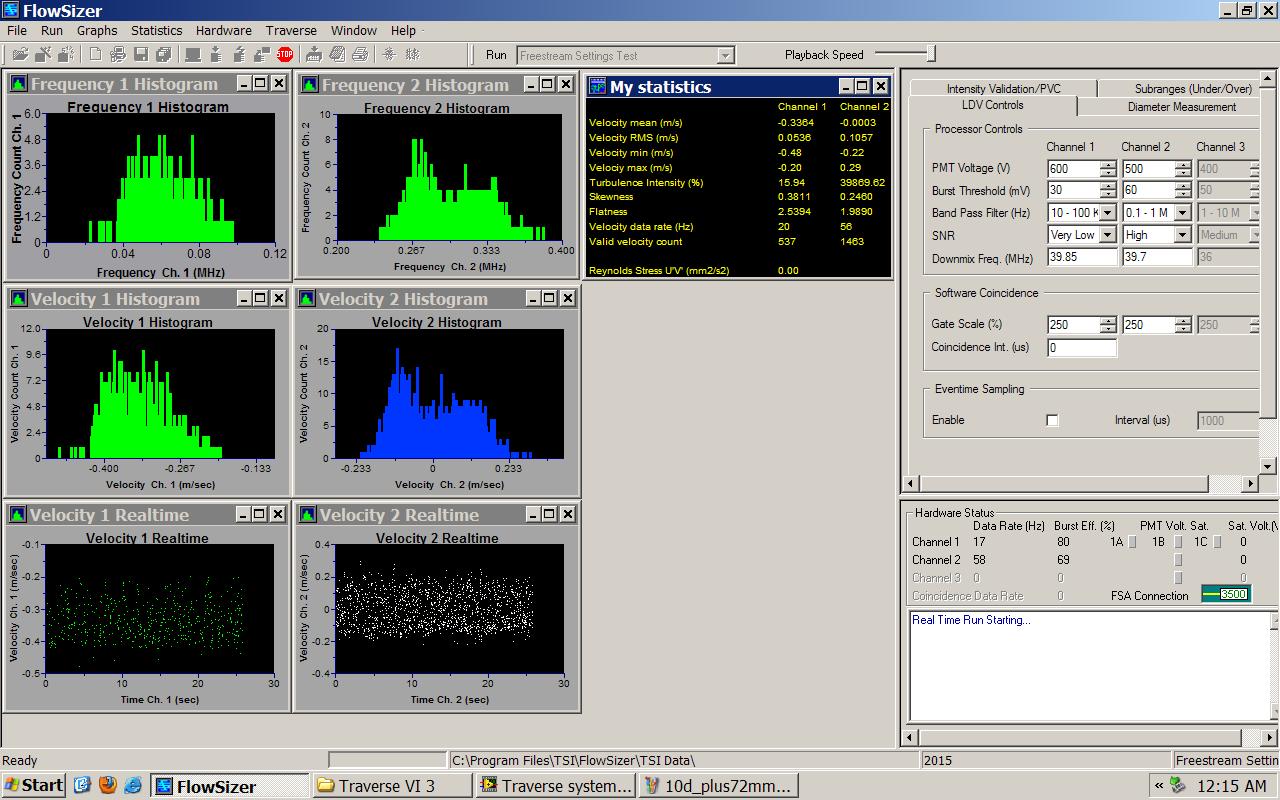 FlowSizer
File Run Graphs Statistics Hardware Traverse Window Help
STOP Run Freestream Settings Test Playback Speed
Frequency 1 Histogram
Frequency 1 Histogram
Frequency Count Ch. 1
6.0
4.8
3.6
2.4
1.2
0
0 0.04 0.08 0.12
Frequency Ch. 1 (MHz)
Frequency 2 Histogram
Frequency 2 Histogram
Frequency Count Ch. 2
10
8
6
4
2
0
0.200 0.267 0.333 0.400
Frequency Ch. 2 (MHz)
My statistics
Channel 1 Channel 2
Velocity mean (m/s) -0.3364 -0.0003
Velocity RMS (m/s) 0.0536 0.1057
Velocity min (m/s) -0.48 -0.22
Velociy max (m/s) -0.20 0.29
Turbulence Intensity (%) 15.94 39869.62
Skewness 0.3811 0.2460
Flatness 2.5394 1.9890
Velocity data rate (Hz) 20 56
Valid velocity count 537 1463
Reynolds Stress U'V' (mm2/s2) 0.00
Velocity 1 Histogram
Velocity 1 Histogram
Velocity Count Ch. 1
12.0
9.6
7.2
4.8
2.4
0
-0.400 -0.267 -0.133
Velocity Ch. 1 (m/sec)
Velocity 2 Histogram
Velocity 2 Histogram
Velocity Count Ch. 2
20
15
10
5
0
-0.233 0 0.233
Velocity Ch. 2 (m/sec)
Velocity 1 Realtime
Velocity 1 Realtime
Velocity Ch. 1 (m/sec)
-0.1
-0.2
-0.3
-0.4
-0.5
0 10 20 30
Time Ch. 1 (sec)
Velocity 2 Realtime
Velocity 2 Realtime
Velocity Ch. 2 (m/sec)
0.4
0.2
0
-0.2
-0.4
0 10 20 30
Time Ch. 2 (sec)
Intensity Validation/PVC Subranges (Under/Over)
LDV Controls Diameter Measurement
Processor Controls
Channel 1 Channel 2 Channel 3
PMT Voltage (V) 600 500 400
Burst Threshold (mV) 30 60 50
Band Pass Filter (Hz) 10 - 100 K 0.1 - 1 M 1 - 10 M
SNR Very Low High Medium
Downmix Freq. (MHz) 39.85 39.7 36
Software Coincidence
Gate Scale (%) 250 250 250
Coincidence Int. (us) 0
Eventime Sampling
Enable Interval (us) 1000
Hardware Status
Data Rate (Hz) Burst Eff. (%) PMT Volt. Sat. Sat. Volt.(\
Channel 1 17 80 1A 1B 1C 0
Channel 2 58 69 0
Channel 3 0 0 0
Coincidence Data Rate 0 FSA Connection 3500
Real Time Run Starting...
Ready C:\Program Files\TSI\FlowSizer\TSI Data\ 2015 Freestream Settin
Start FlowSizer Traverse VI 3 Traverse system... 10d_plus72mm... « 12:15 AM